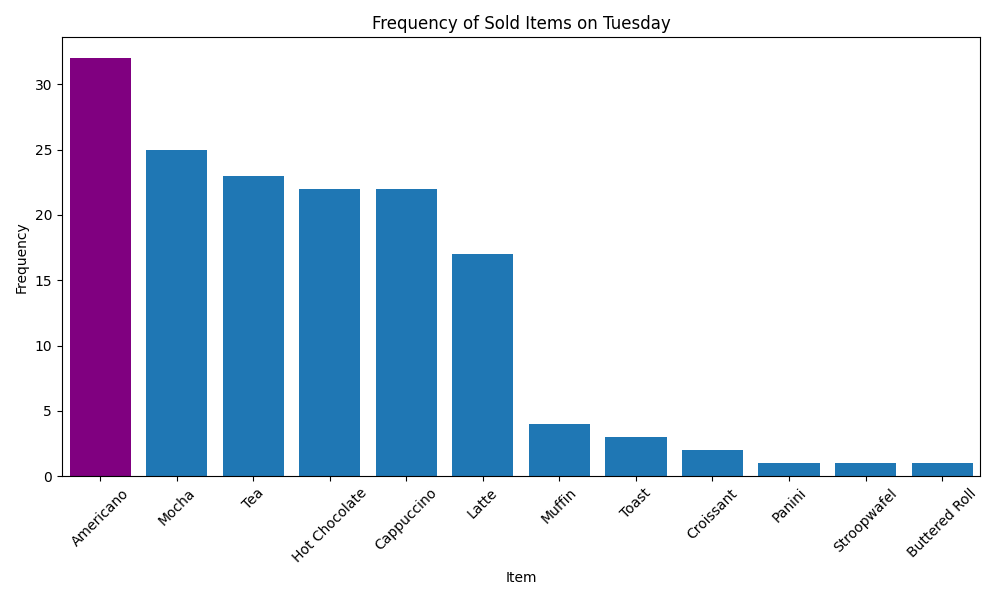 Frequency of Sold Items on Tuesday
Frequency
30
25
20
15
10
5
0
Americano
Mocha
Tea
Hot Chocolate
Cappuccino
Latte
Muffin
Toast
Croissant
Panini
Stroopwafel
Buttered Roll
Item